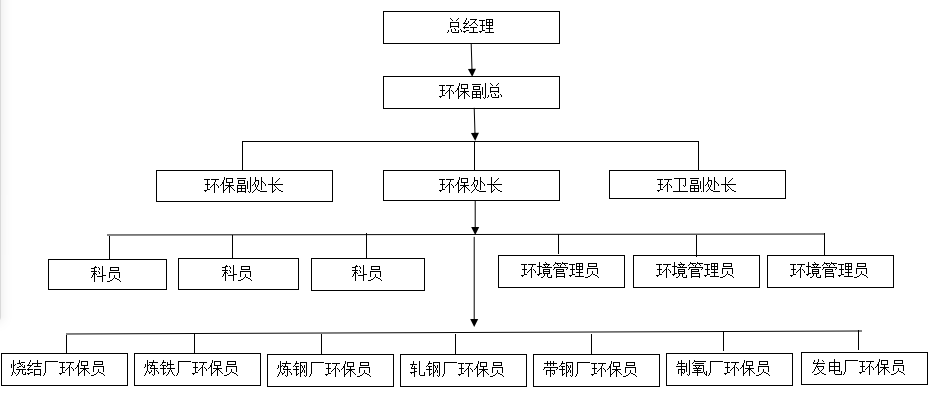 总经理
环保副总
环保副处长
环保处长
环卫副处长
科员
科员
科员
环境管理员
环境管理员
环境管理员
烧结厂环保员
炼铁厂环保员
炼钢厂环保员
轧钢厂环保员
带钢厂环保员
制氧厂环保员
发电厂环保员